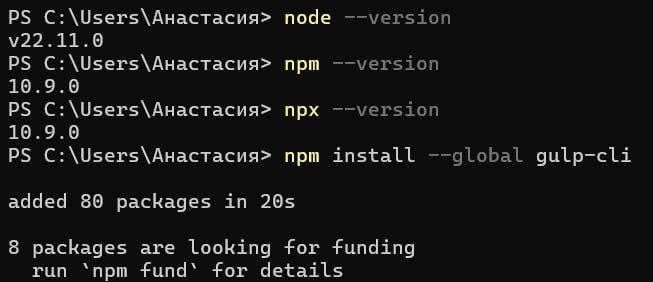 PS C:\Users\Анастасия> node --version
v22.11.0
PS C:\Users\Анастасия> npm --version
10.9.0
PS C:\Users\Анастасия> npx --version
10.9.0
PS C:\Users\Анастасия> npm install --global gulp-cli
added 80 packages in 20s
8 packages are looking for funding
  run `npm fund` for details